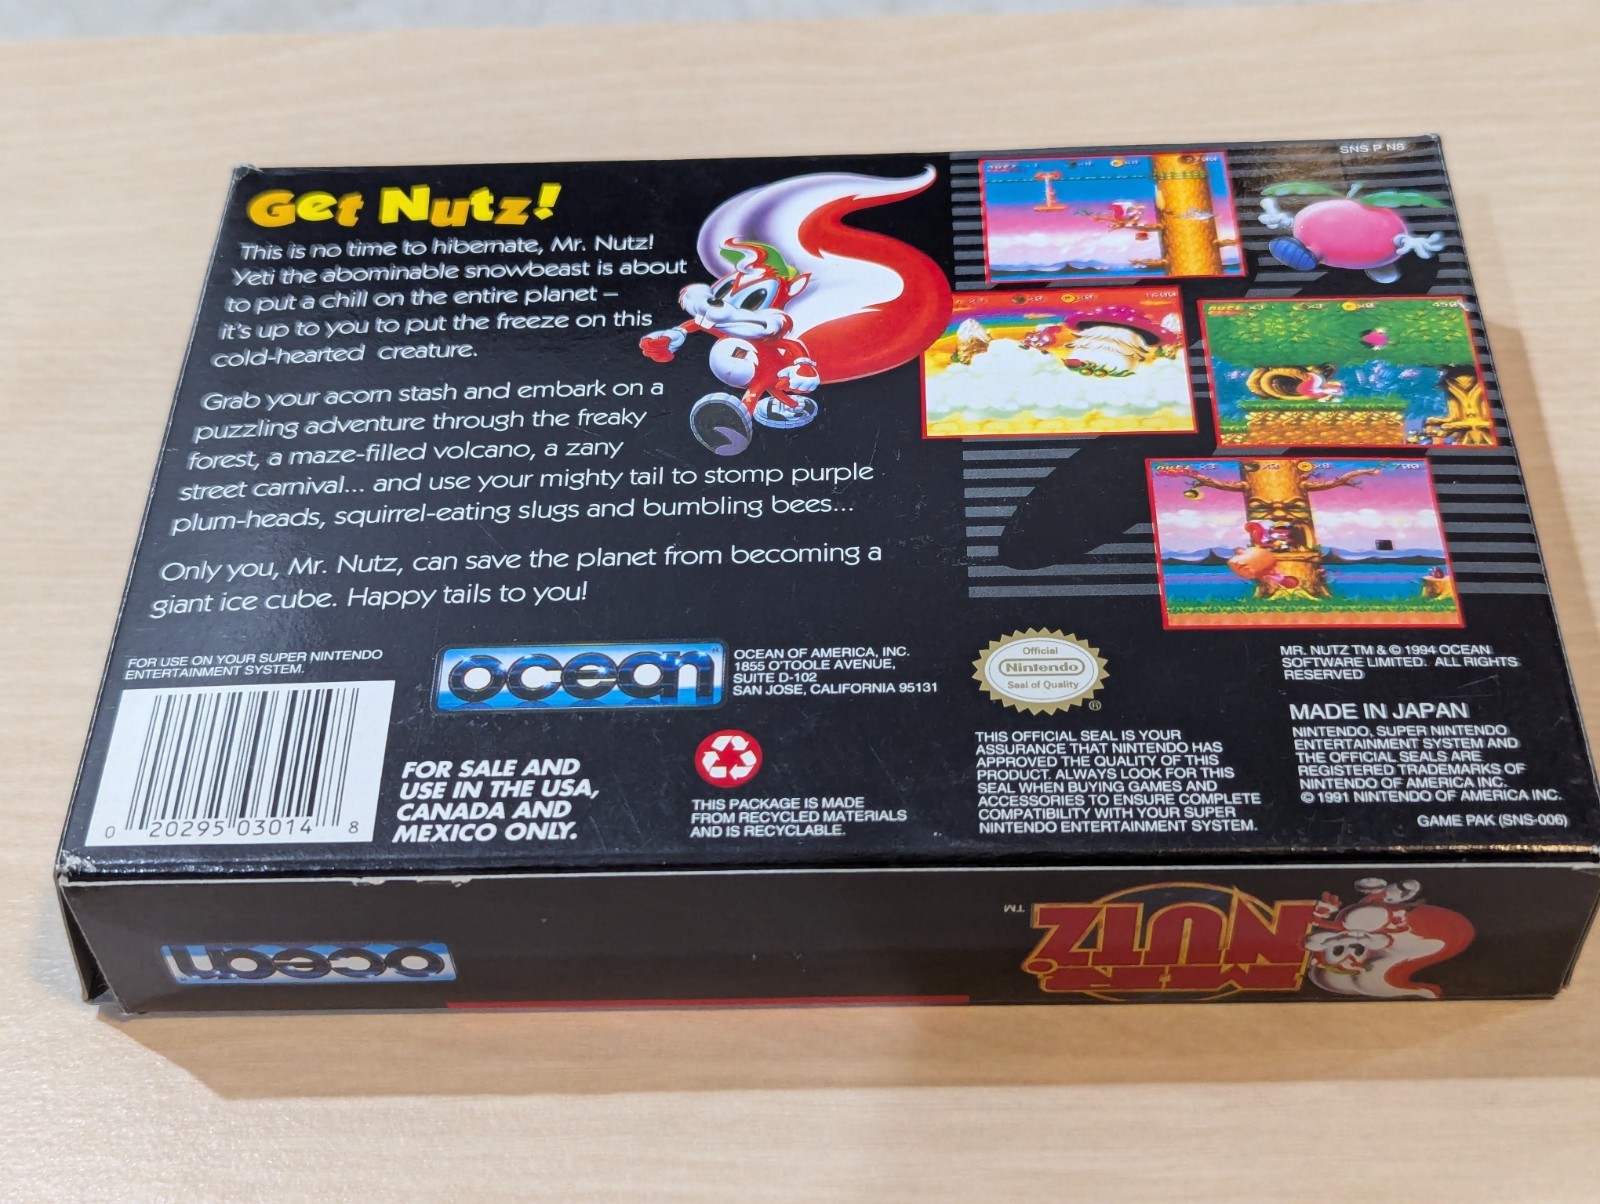 SNS P N8
Get Nutz!
This is no time to hibernate, Mr. Nutz!
Yeti the abominable snowbeast is about
to put a chill on the entire planet –
it's up to you to put the freeze on this
cold-hearted creature.
Grab your acorn stash and embark on a
puzzling adventure through the freaky
forest, a maze-filled volcano, a zany
street carnival... and use your mighty tail to stomp purple
plum-heads, squirrel-eating slugs and bumbling bees...
Only you, Mr. Nutz, can save the planet from becoming a
giant ice cube. Happy tails to you!
FOR USE ON YOUR SUPER NINTENDO
ENTERTAINMENT SYSTEM.
0 20295 03014 8
FOR SALE AND
USE IN THE USA,
CANADA AND
MEXICO ONLY.
ocean
OCEAN OF AMERICA, INC.
1855 O'TOOLE AVENUE,
SUITE D-102
SAN JOSE, CALIFORNIA 95131
THIS PACKAGE IS MADE
FROM RECYCLED MATERIALS
AND IS RECYCLABLE.
Official
Nintendo
Seal of Quality
®
THIS OFFICIAL SEAL IS YOUR
ASSURANCE THAT NINTENDO HAS
APPROVED THE QUALITY OF THIS
PRODUCT. ALWAYS LOOK FOR THIS
SEAL WHEN BUYING GAMES AND
ACCESSORIES TO ENSURE COMPLETE
COMPATIBILITY WITH YOUR SUPER
NINTENDO ENTERTAINMENT SYSTEM.
MR. NUTZ TM & © 1994 OCEAN
SOFTWARE LIMITED. ALL RIGHTS
RESERVED
MADE IN JAPAN
NINTENDO, SUPER NINTENDO
ENTERTAINMENT SYSTEM AND
THE OFFICIAL SEALS ARE
REGISTERED TRADEMARKS OF
NINTENDO OF AMERICA INC.
© 1991 NINTENDO OF AMERICA INC.
GAME PAK (SNS-006)
MR.
NUTZ
TM
ocean